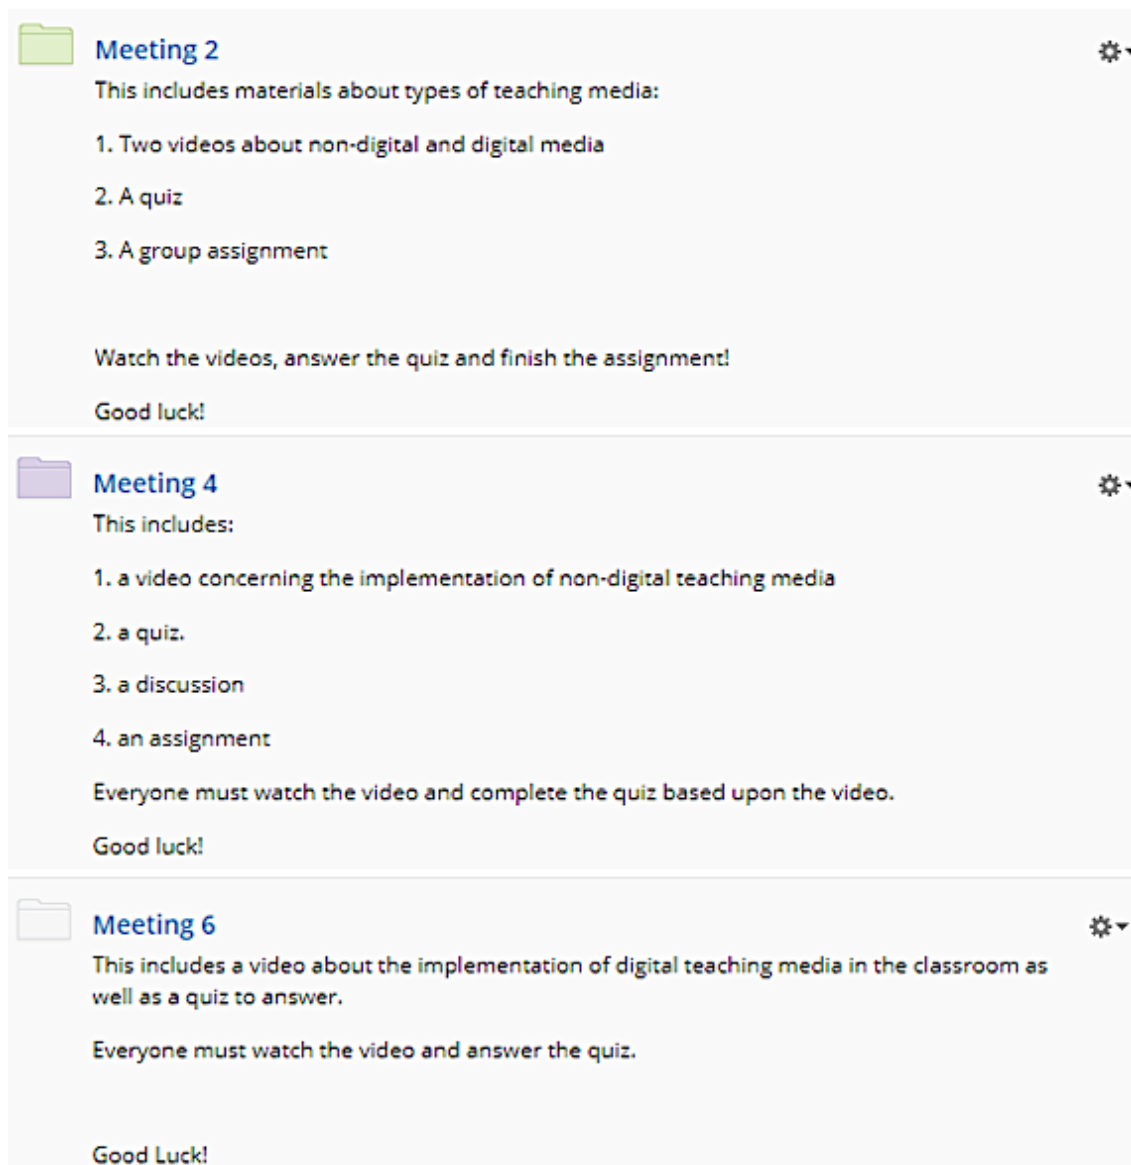 Meeting 2
This includes materials about types of teaching media:
1. Two videos about non-digital and digital media
2. A quiz
3. A group assignment
Watch the videos, answer the quiz and finish the assignment!
Good luck!
Meeting 4
This includes:
1. a video concerning the implementation of non-digital teaching media
2. a quiz.
3. a discussion
4. an assignment
Everyone must watch the video and complete the quiz based upon the video.
Good luck!
Meeting 6
This includes a video about the implementation of digital teaching media in the classroom as
well as a quiz to answer.
Everyone must watch the video and answer the quiz.
Good Luck!